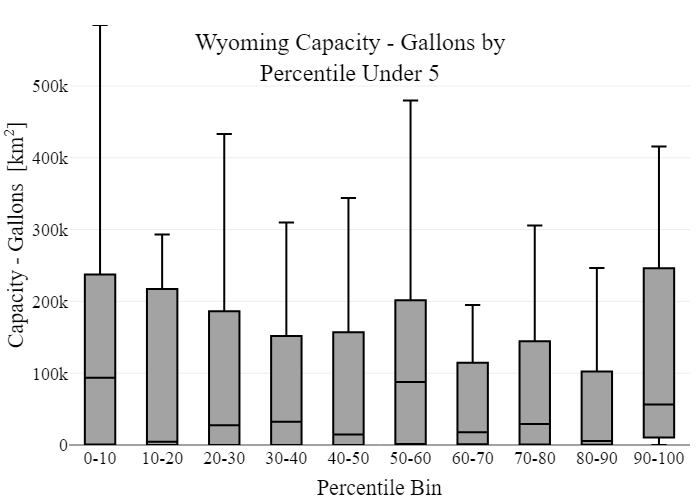 Wyoming Capacity - Gallons by
Percentile Under 5
Capacity - Gallons [km²]
500k
400k
300k
200k
100k
0
0-10 10-20 20-30 30-40 40-50 50-60 60-70 70-80 80-90 90-100
Percentile Bin